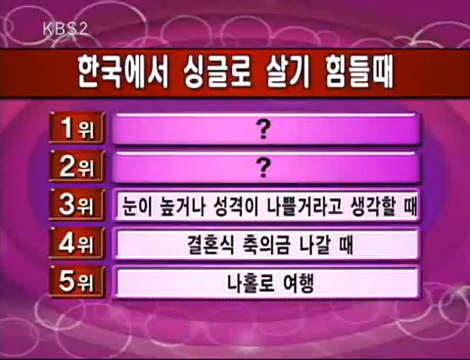 KBS2
한국에서 싱글로 살기 힘들때
1위 ?
2위 ?
3위 눈이 높거나 성격이 나쁠거라고 생각할 때
4위 결혼식 축의금 나갈 때
5위 나홀로 여행